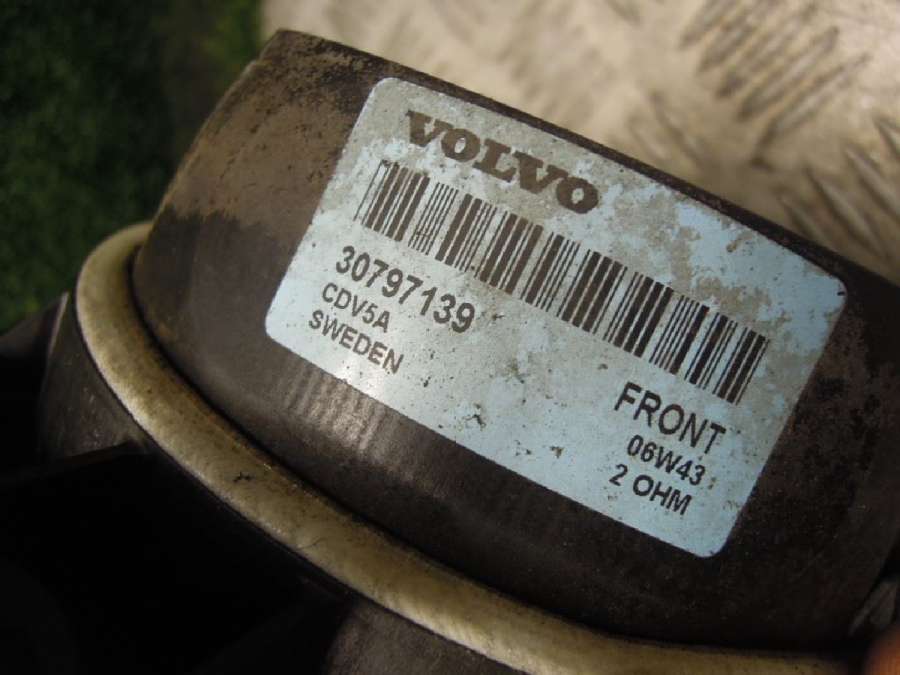 VOLVO
30797139
CDV5A
SWEDEN
FRONT
06W43
2 OHM